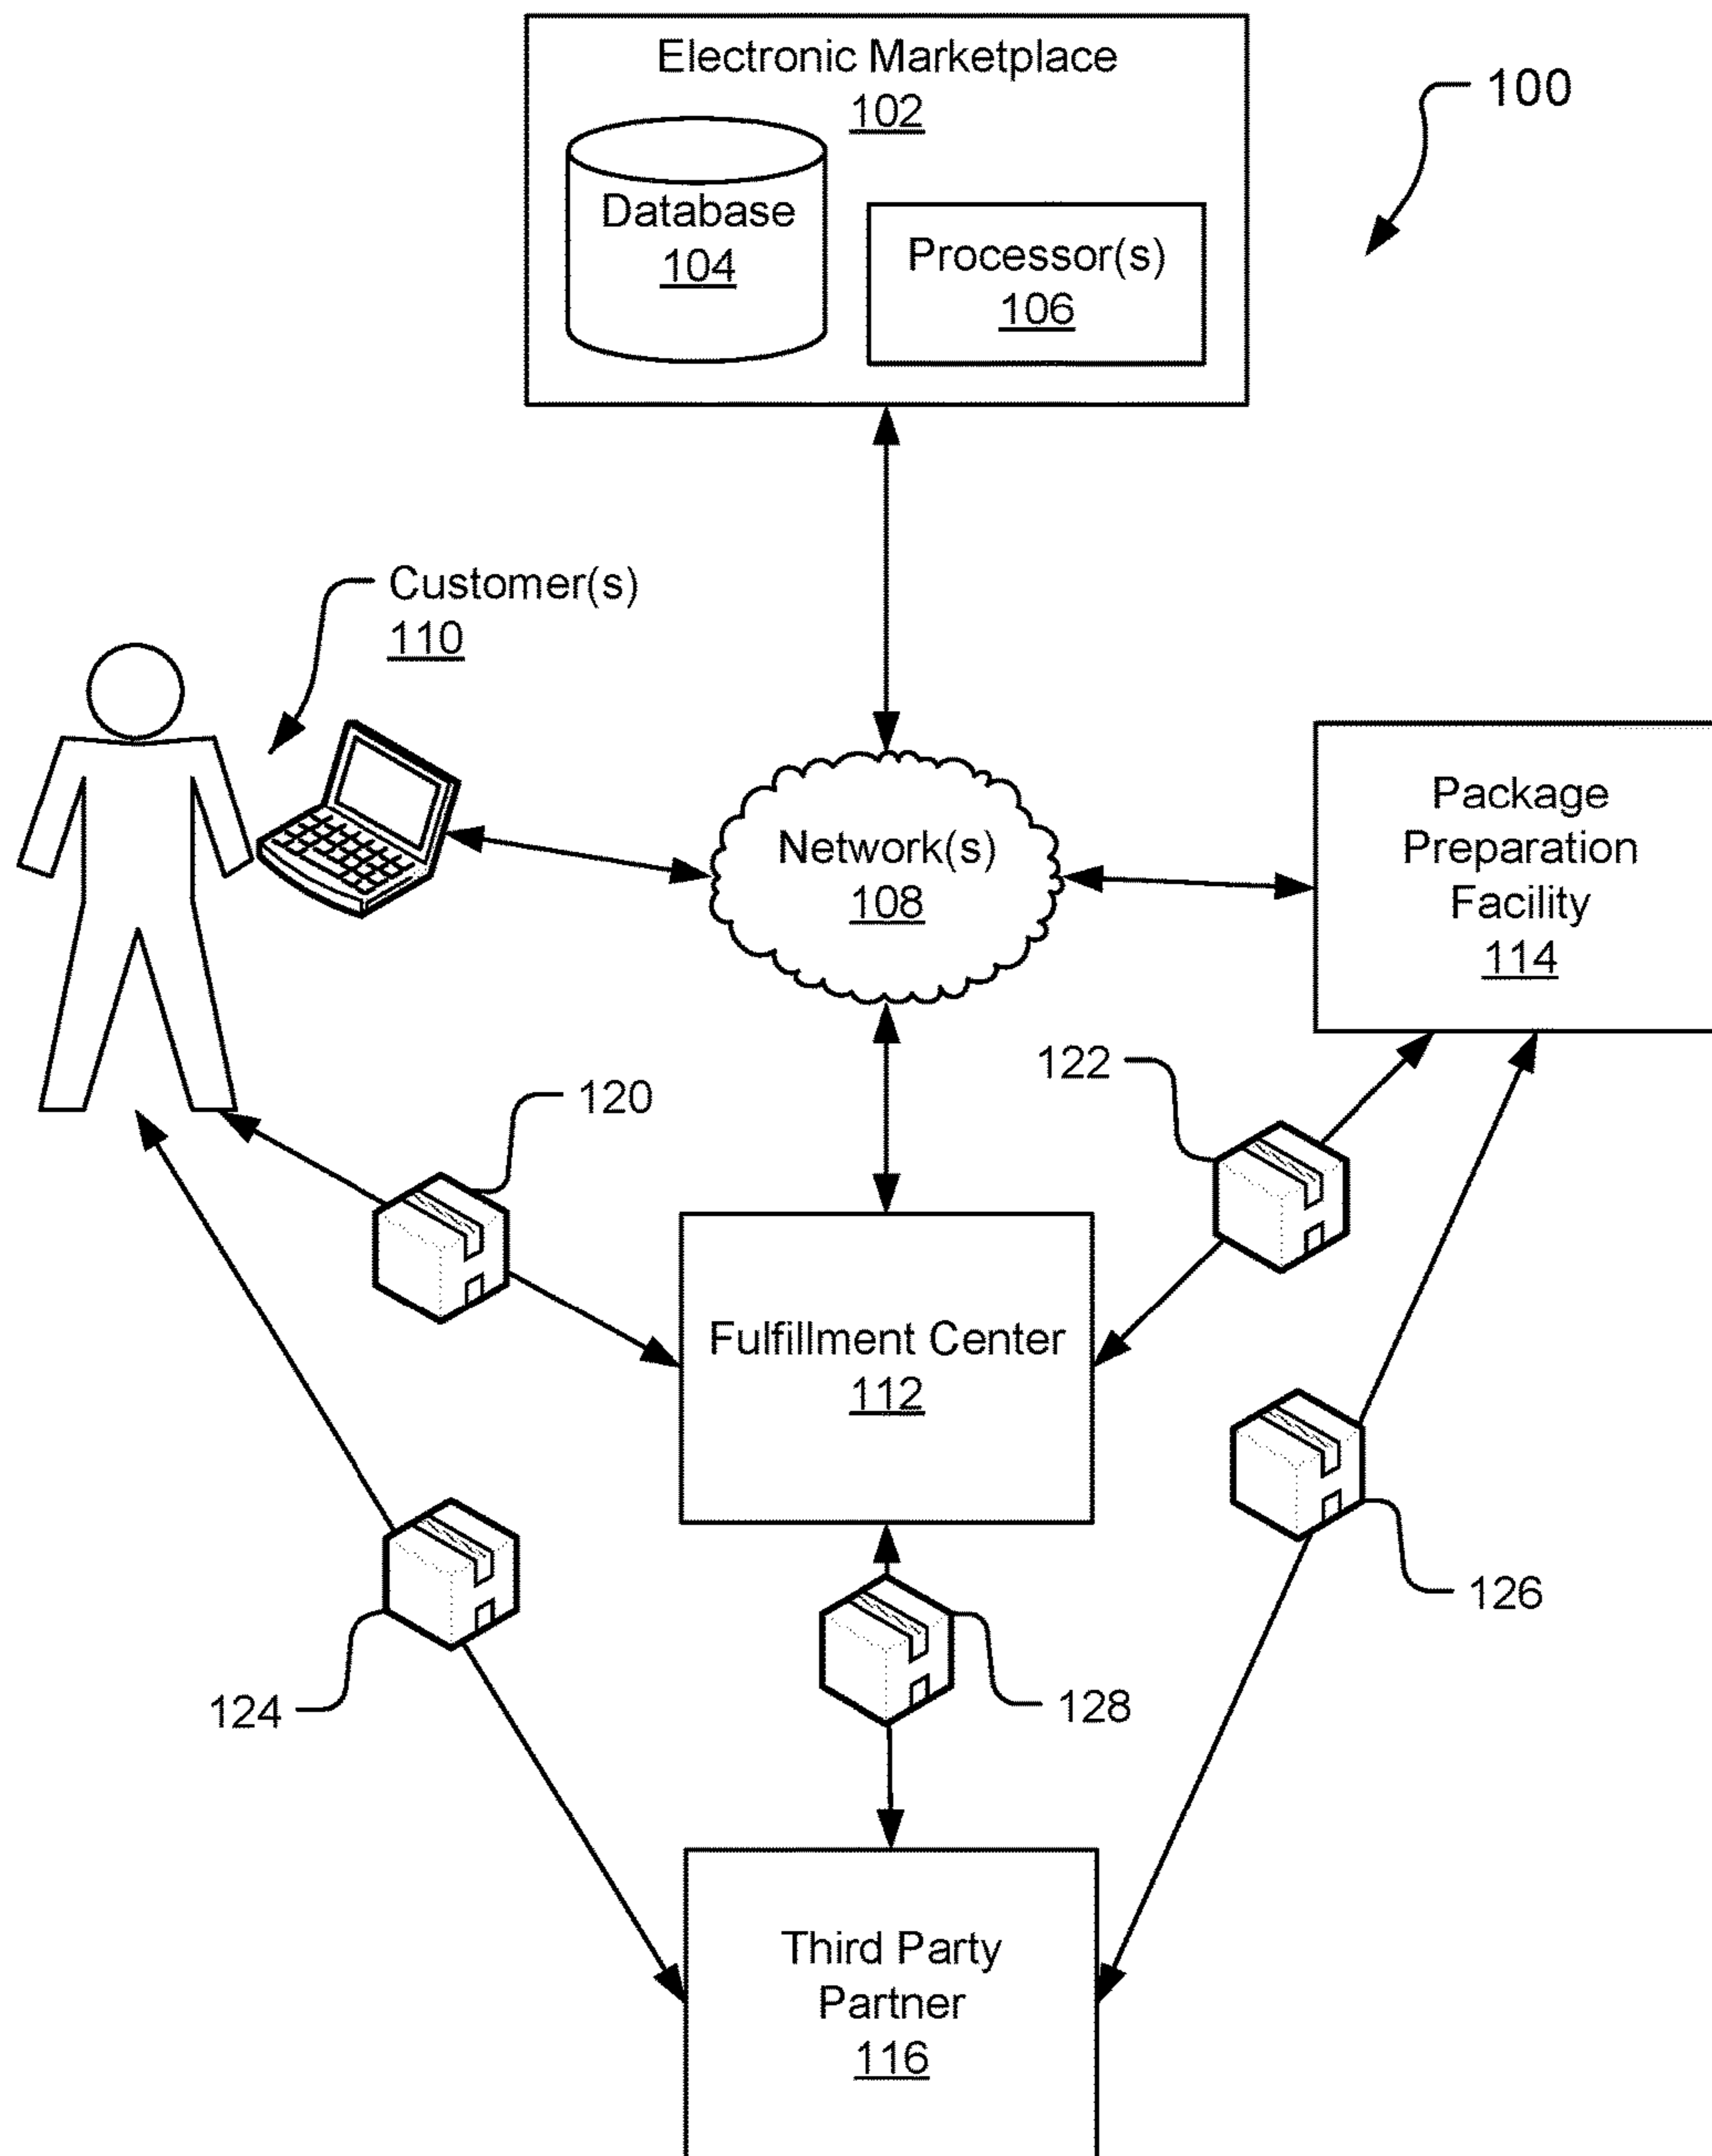 Electronic Marketplace
102
100
Database
104
Processor(s)
106
Customer(s)
110
Network(s)
108
Package
Preparation
Facility
114
120
122
Fulfillment Center
112
124
126
128
Third Party
Partner
116